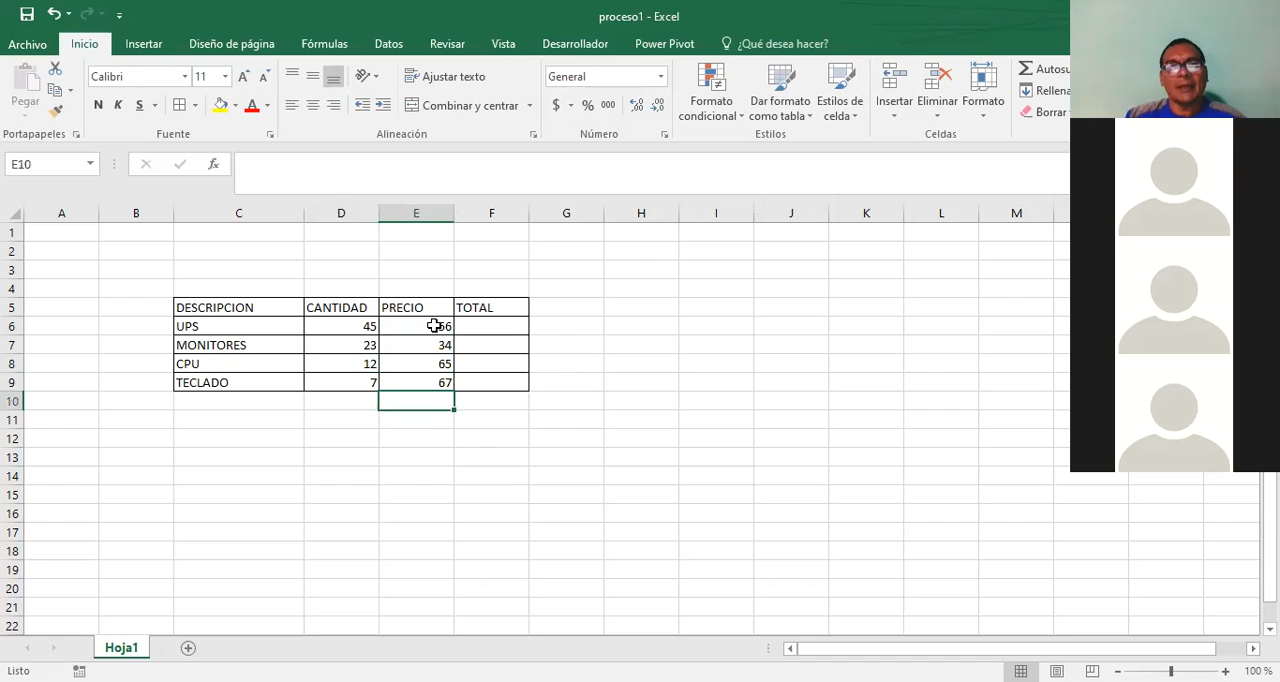 proceso1 - Excel
Archivo Inicio Insertar Diseño de página Fórmulas Datos Revisar Vista Desarrollador Power Pivot ¿Qué desea hacer?
Pegar
Calibri 11
N K S
Ajustar texto
Combinar y centrar
General
$ % 000
Formato condicional
Dar formato como tabla
Estilos de celda
Insertar Eliminar Formato
Autosu
Rellena
Borrar
Portapapeles Fuente Alineación Número Estilos Celdas
E10 fx
A B C D E F G H I J K L M
1
2
3
4
5 DESCRIPCION CANTIDAD PRECIO TOTAL
6 UPS 45
7 MONITORES 23 34
8 CPU 12 65
9 TECLADO 7 67
10
11
12
13
14
15
16
17
18
19
20
21
22
Hoja1
Listo 100 %